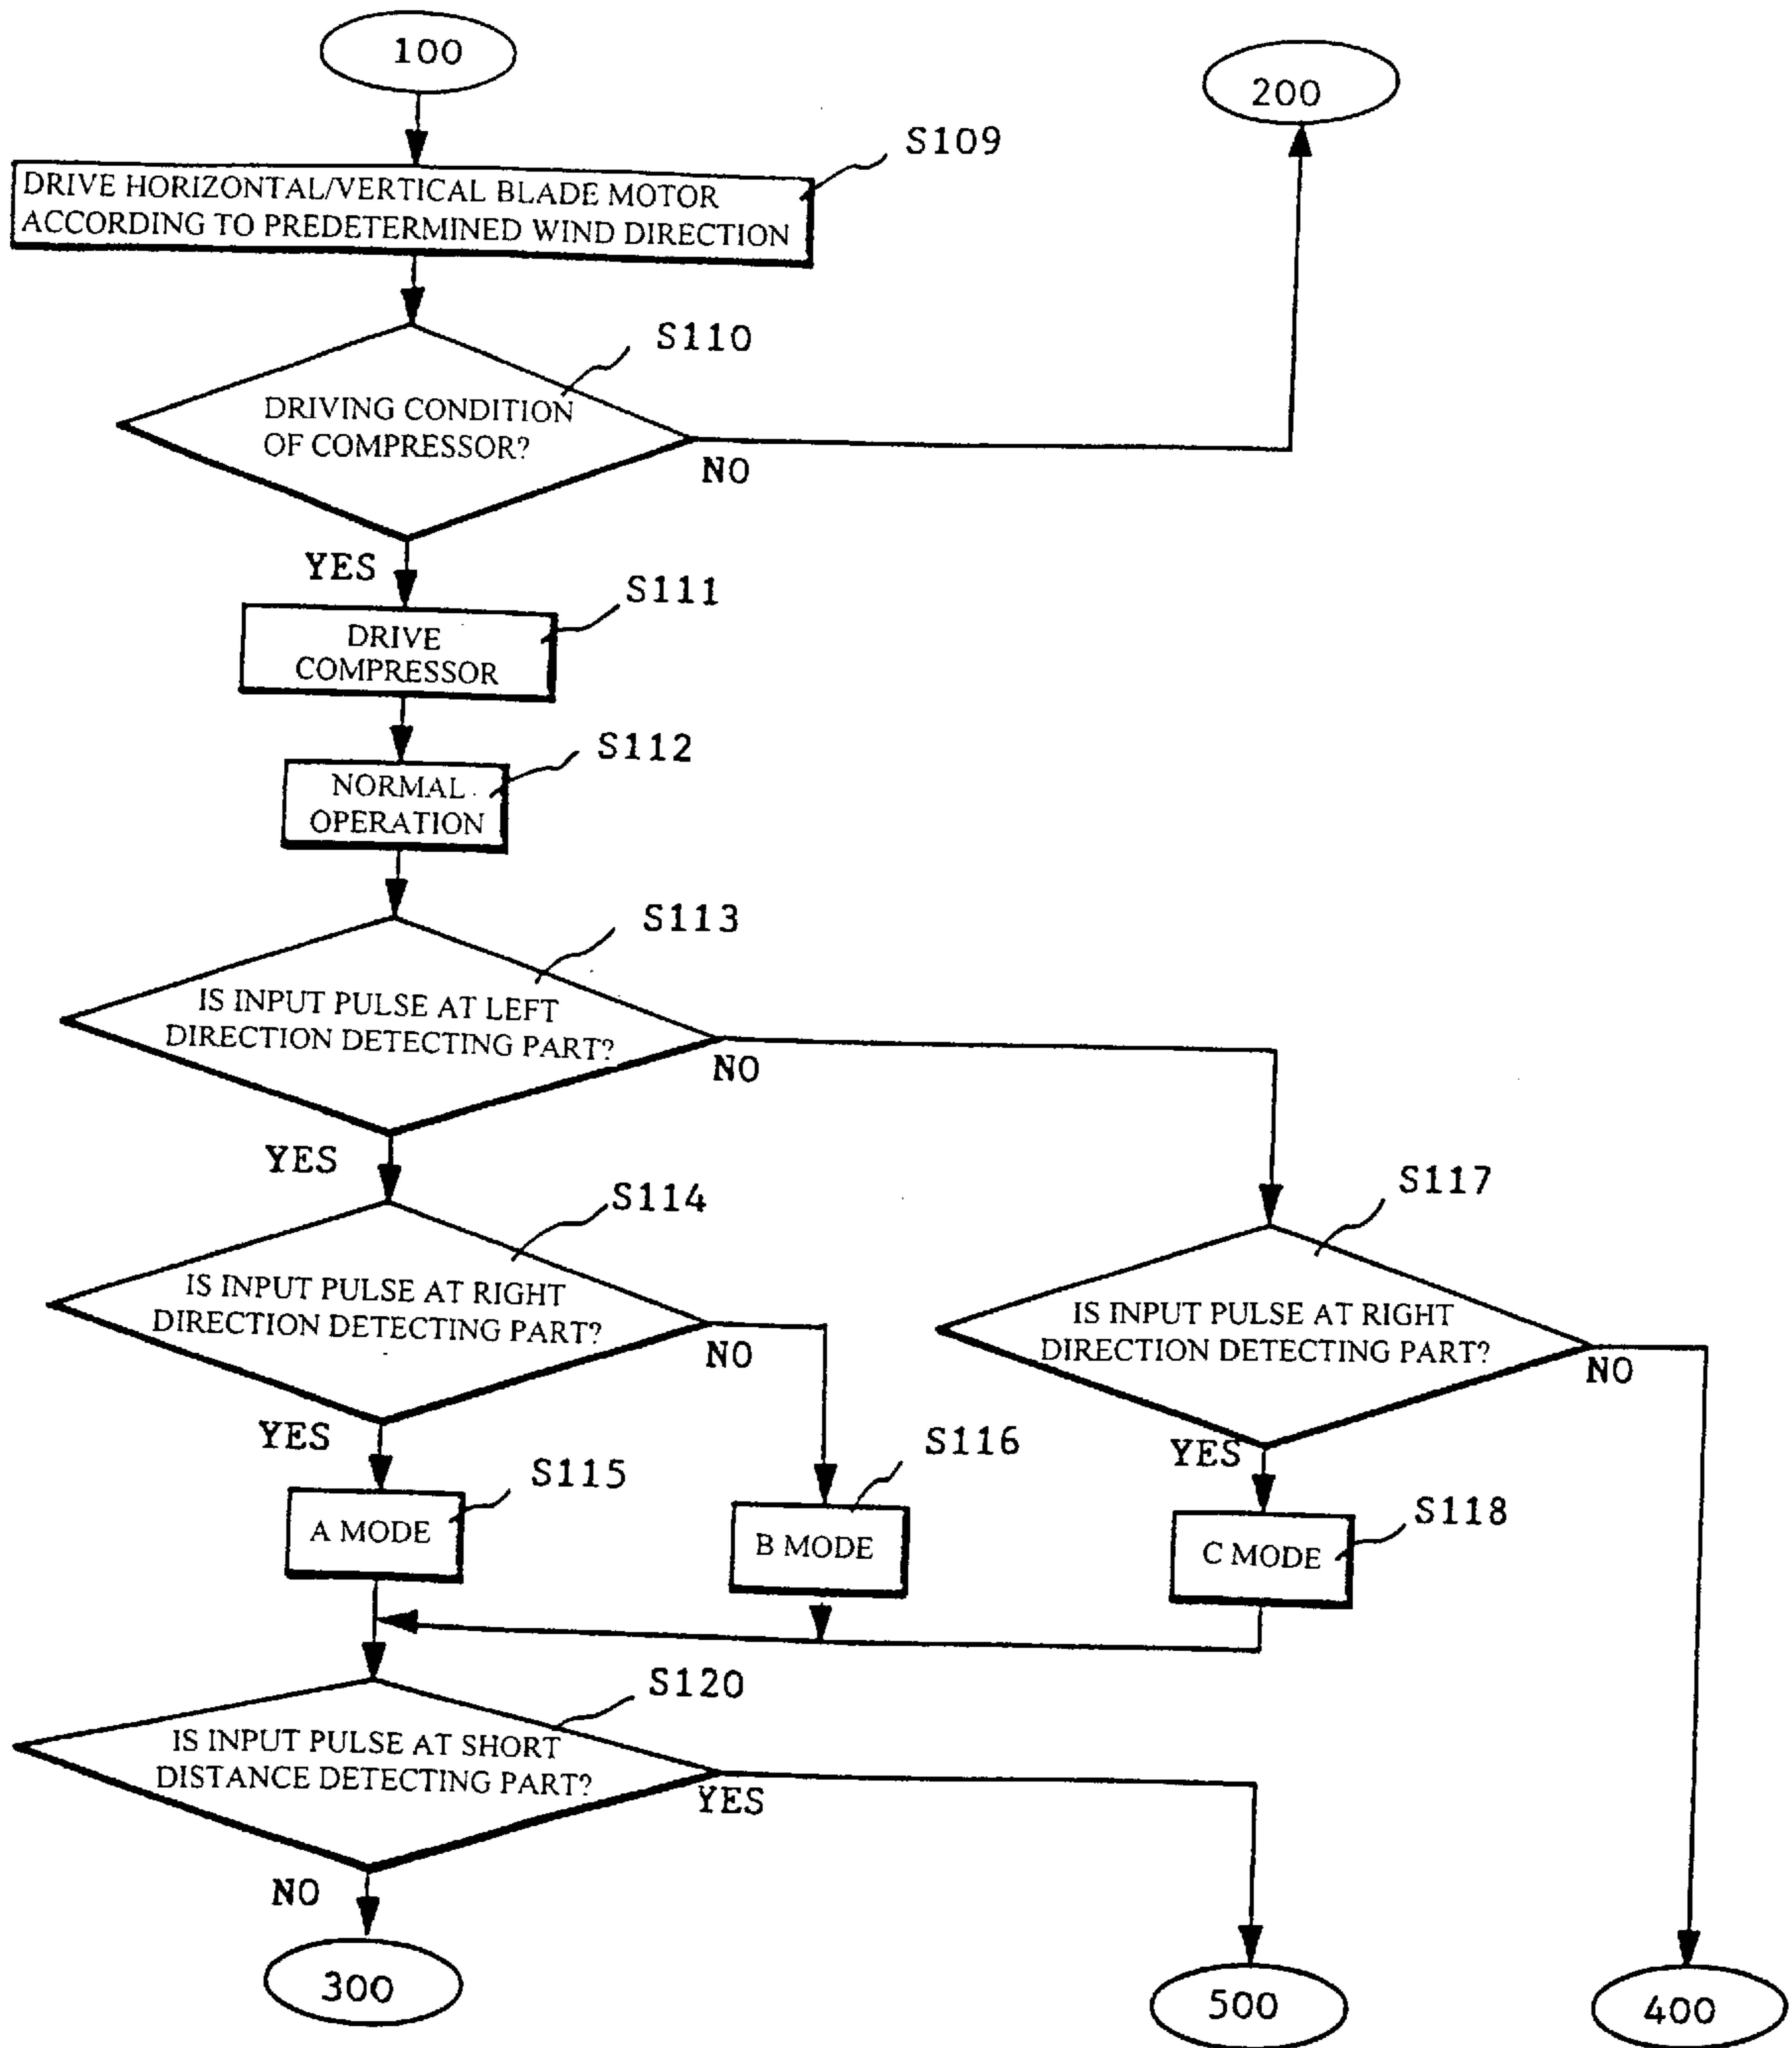 100
200
S109
DRIVE HORIZONTAL/VERTICAL BLADE MOTOR
ACCORDING TO PREDETERMINED WIND DIRECTION
S110
DRIVING CONDITION
OF COMPRESSOR?
NO
YES
S111
DRIVE
COMPRESSOR
S112
NORMAL
OPERATION
S113
IS INPUT PULSE AT LEFT
DIRECTION DETECTING PART?
NO
YES
S114
IS INPUT PULSE AT RIGHT
DIRECTION DETECTING PART?
NO
YES
S117
IS INPUT PULSE AT RIGHT
DIRECTION DETECTING PART?
NO
YES
S115
A MODE
S116
B MODE
S118
C MODE
S120
IS INPUT PULSE AT SHORT
DISTANCE DETECTING PART?
YES
NO
300
500
400